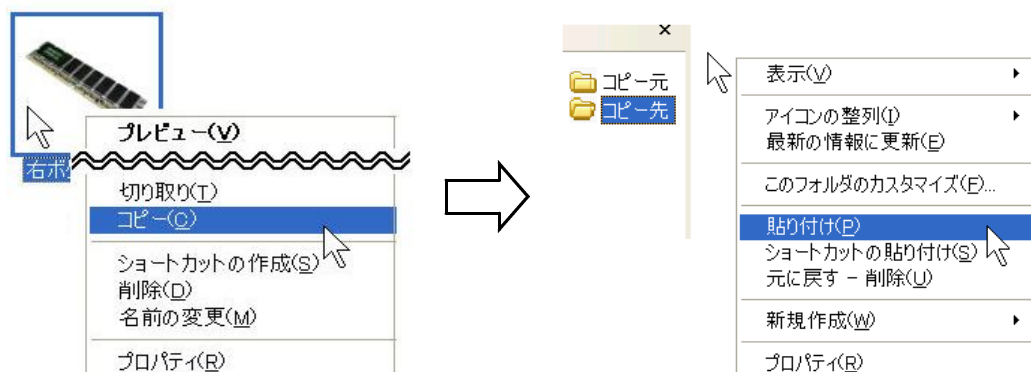 右ボ
プレビュー(V)
切り取り(T)
コピー(C)
ショートカットの作成(S)
削除(D)
名前の変更(M)
プロパティ(R)
コピー元
コピー先
表示(V)
アイコンの整列(I)
最新の情報に更新(E)
このフォルダのカスタマイズ(F)...
貼り付け(P)
ショートカットの貼り付け(S)
元に戻す - 削除(U)
新規作成(W)
プロパティ(R)